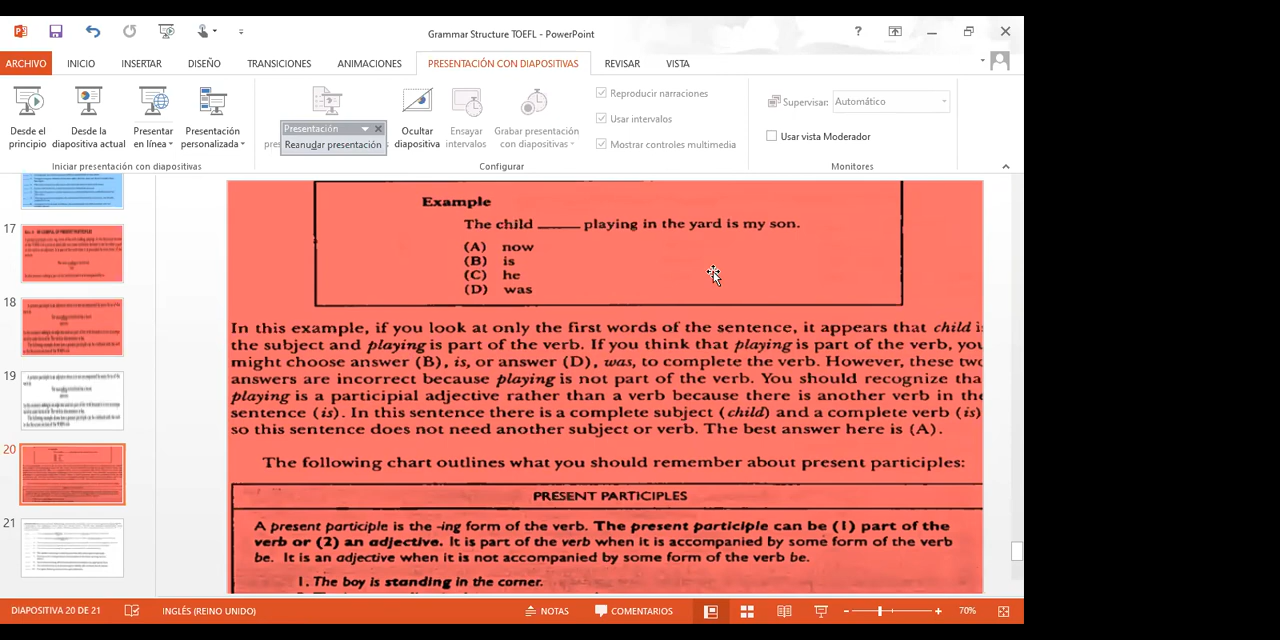 Grammar Structure TOEFL - PowerPoint
ARCHIVO INICIO INSERTAR DISEÑO TRANSICIONES ANIMACIONES PRESENTACIÓN CON DIAPOSITIVAS REVISAR VISTA
Desde el principio
Desde la diapositiva actual
Presentar en línea
Presentación personalizada
Iniciar presentación con diapositivas
Presentación
Reanudar presentación
Ocultar diapositiva
Ensayar intervalos
Grabar presentación con diapositivas
Reproducir narraciones
Usar intervalos
Mostrar controles multimedia
Configurar
Supervisar: Automático
Usar vista Moderador
Monitores
17
18
19
20
21
Example
The child ______ playing in the yard is my son.
(A) now
(B) is
(C) he
(D) was
In this example, if you look at only the first words of the sentence, it appears that child is
the subject and playing is part of the verb. If you think that playing is part of the verb, you
might choose answer (B), is, or answer (D), was, to complete the verb. However, these two
answers are incorrect because playing is not part of the verb. You should recognize tha
playing is a participial adjective rather than a verb because there is another verb in the
sentence (is). In this sentence there is a complete subject (child) and a complete verb (is)
so this sentence does not need another subject or verb. The best answer here is (A).
The following chart outlines what you should remember about present participles:
PRESENT PARTICIPLES
A present participle is the -ing form of the verb. The present participle can be (1) part of the
verb or (2) an adjective. It is part of the verb when it is accompanied by some form of the verb
be. It is an adjective when it is not accompanied by some form of the verb be.
1. The boy is standing in the corner.
DIAPOSITIVA 20 DE 21 INGLÉS (REINO UNIDO) NOTAS COMENTARIOS 70%